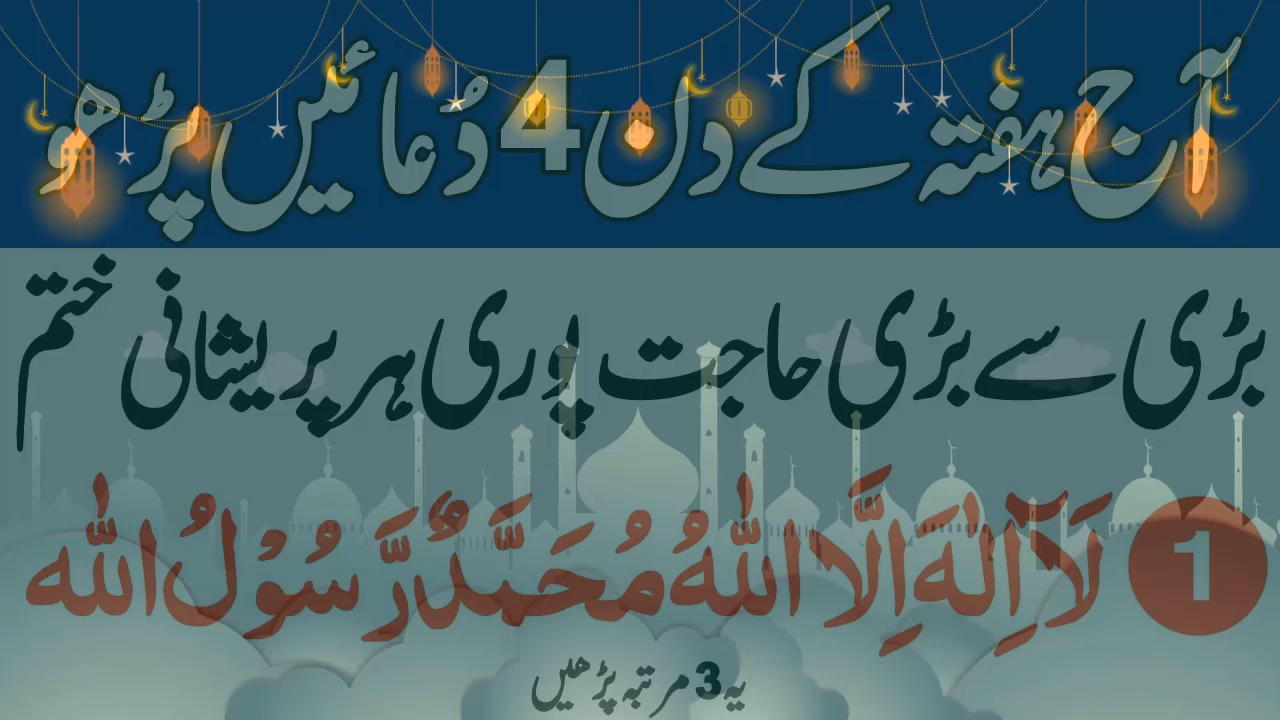 آج ہفتہ کے دن 4 دُعائیں پڑھو
بڑی سے بڑی حاجت پوری ہر پریشانی ختم
1 لَآ اِلٰهَ اِلَّا اللّٰهُ مُحَمَّدٌ رَّسُوْلُ اللّٰه
یہ 3 مرتبہ پڑھیں